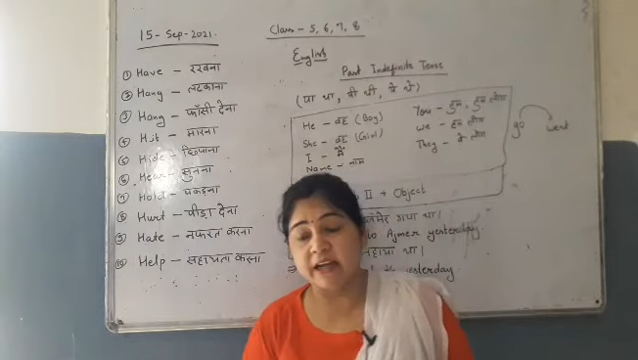 15-Sep-2021.
Class - 5, 6, 7, 8
English
① Have - रखना
② Hang - लटकाना
③ Hang - फाँसी देना
④ Hit - मारना
⑤ Hide - छिपाना
⑥ Hear - सुनना
⑦ Hold - पकड़ना
⑧ Hurt - पीड़ा देना
⑨ Hate - नफरत करना
⑩ Help - सहायता करना
Past Indefinite Tense
He - वह (Boy)
She - वह (Girl)
I - मैं
Name - नाम
You - तुम, तुम लोग
We - हम लोग
They - वे लोग
go went
II + Object
गया था।
to Ajmer yesterday.
था।
yesterday.